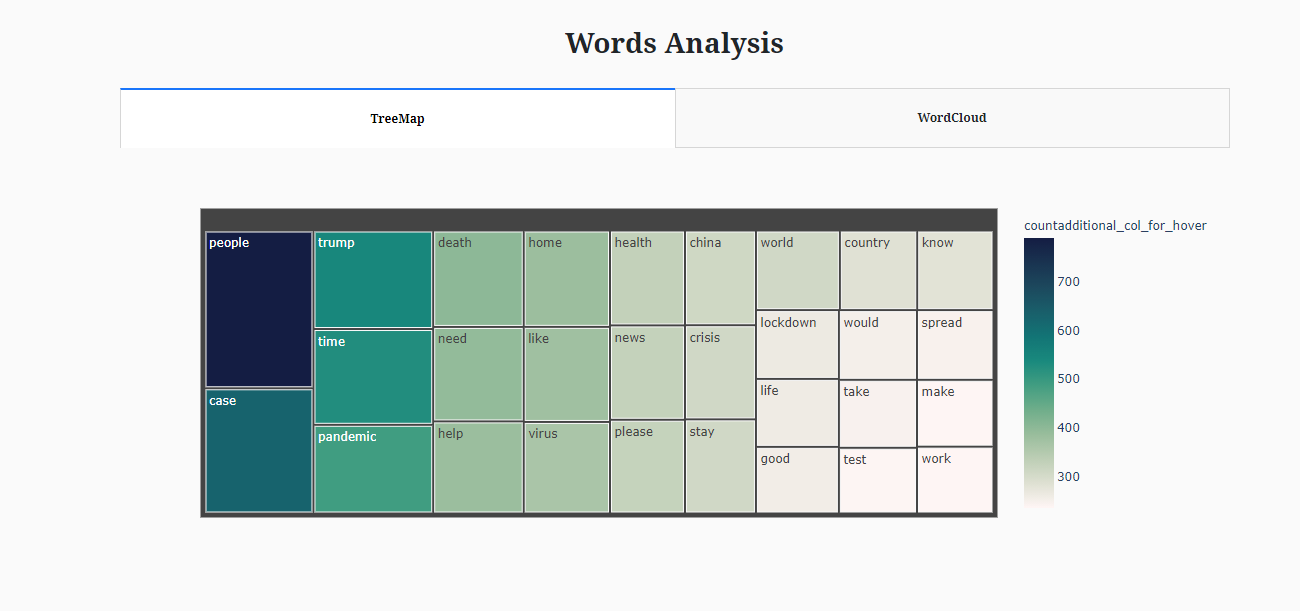 Words Analysis
TreeMap
WordCloud
countadditional_col_for_hover
people
trump
death
home
health
china
world
country
know
lockdown
would
spread
time
need
like
news
crisis
life
take
make
case
pandemic
help
virus
please
stay
good
test
work
700
600
500
400
300